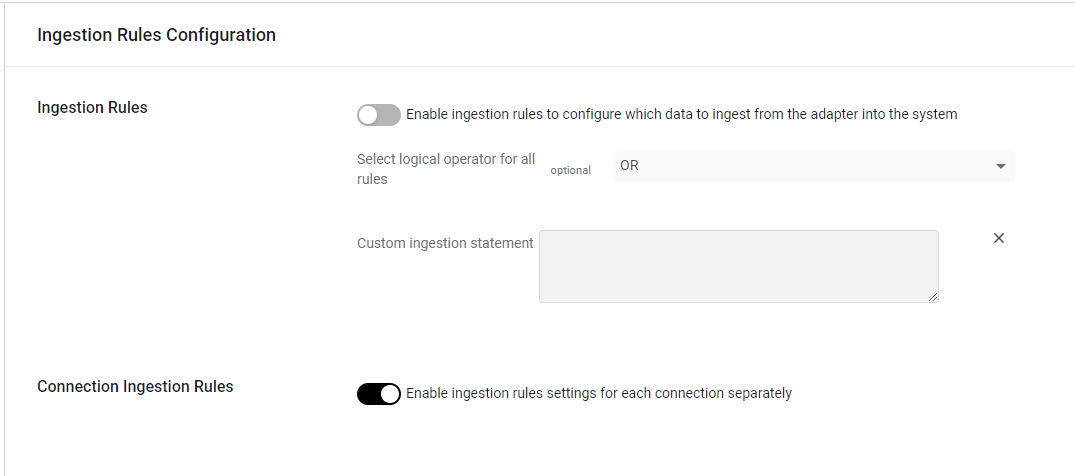 Ingestion Rules Configuration
Ingestion Rules
Enable ingestion rules to configure which data to ingest from the adapter into the system
Select logical operator for all
rules
optional
OR
Custom ingestion statement
Connection Ingestion Rules
Enable ingestion rules settings for each connection separately